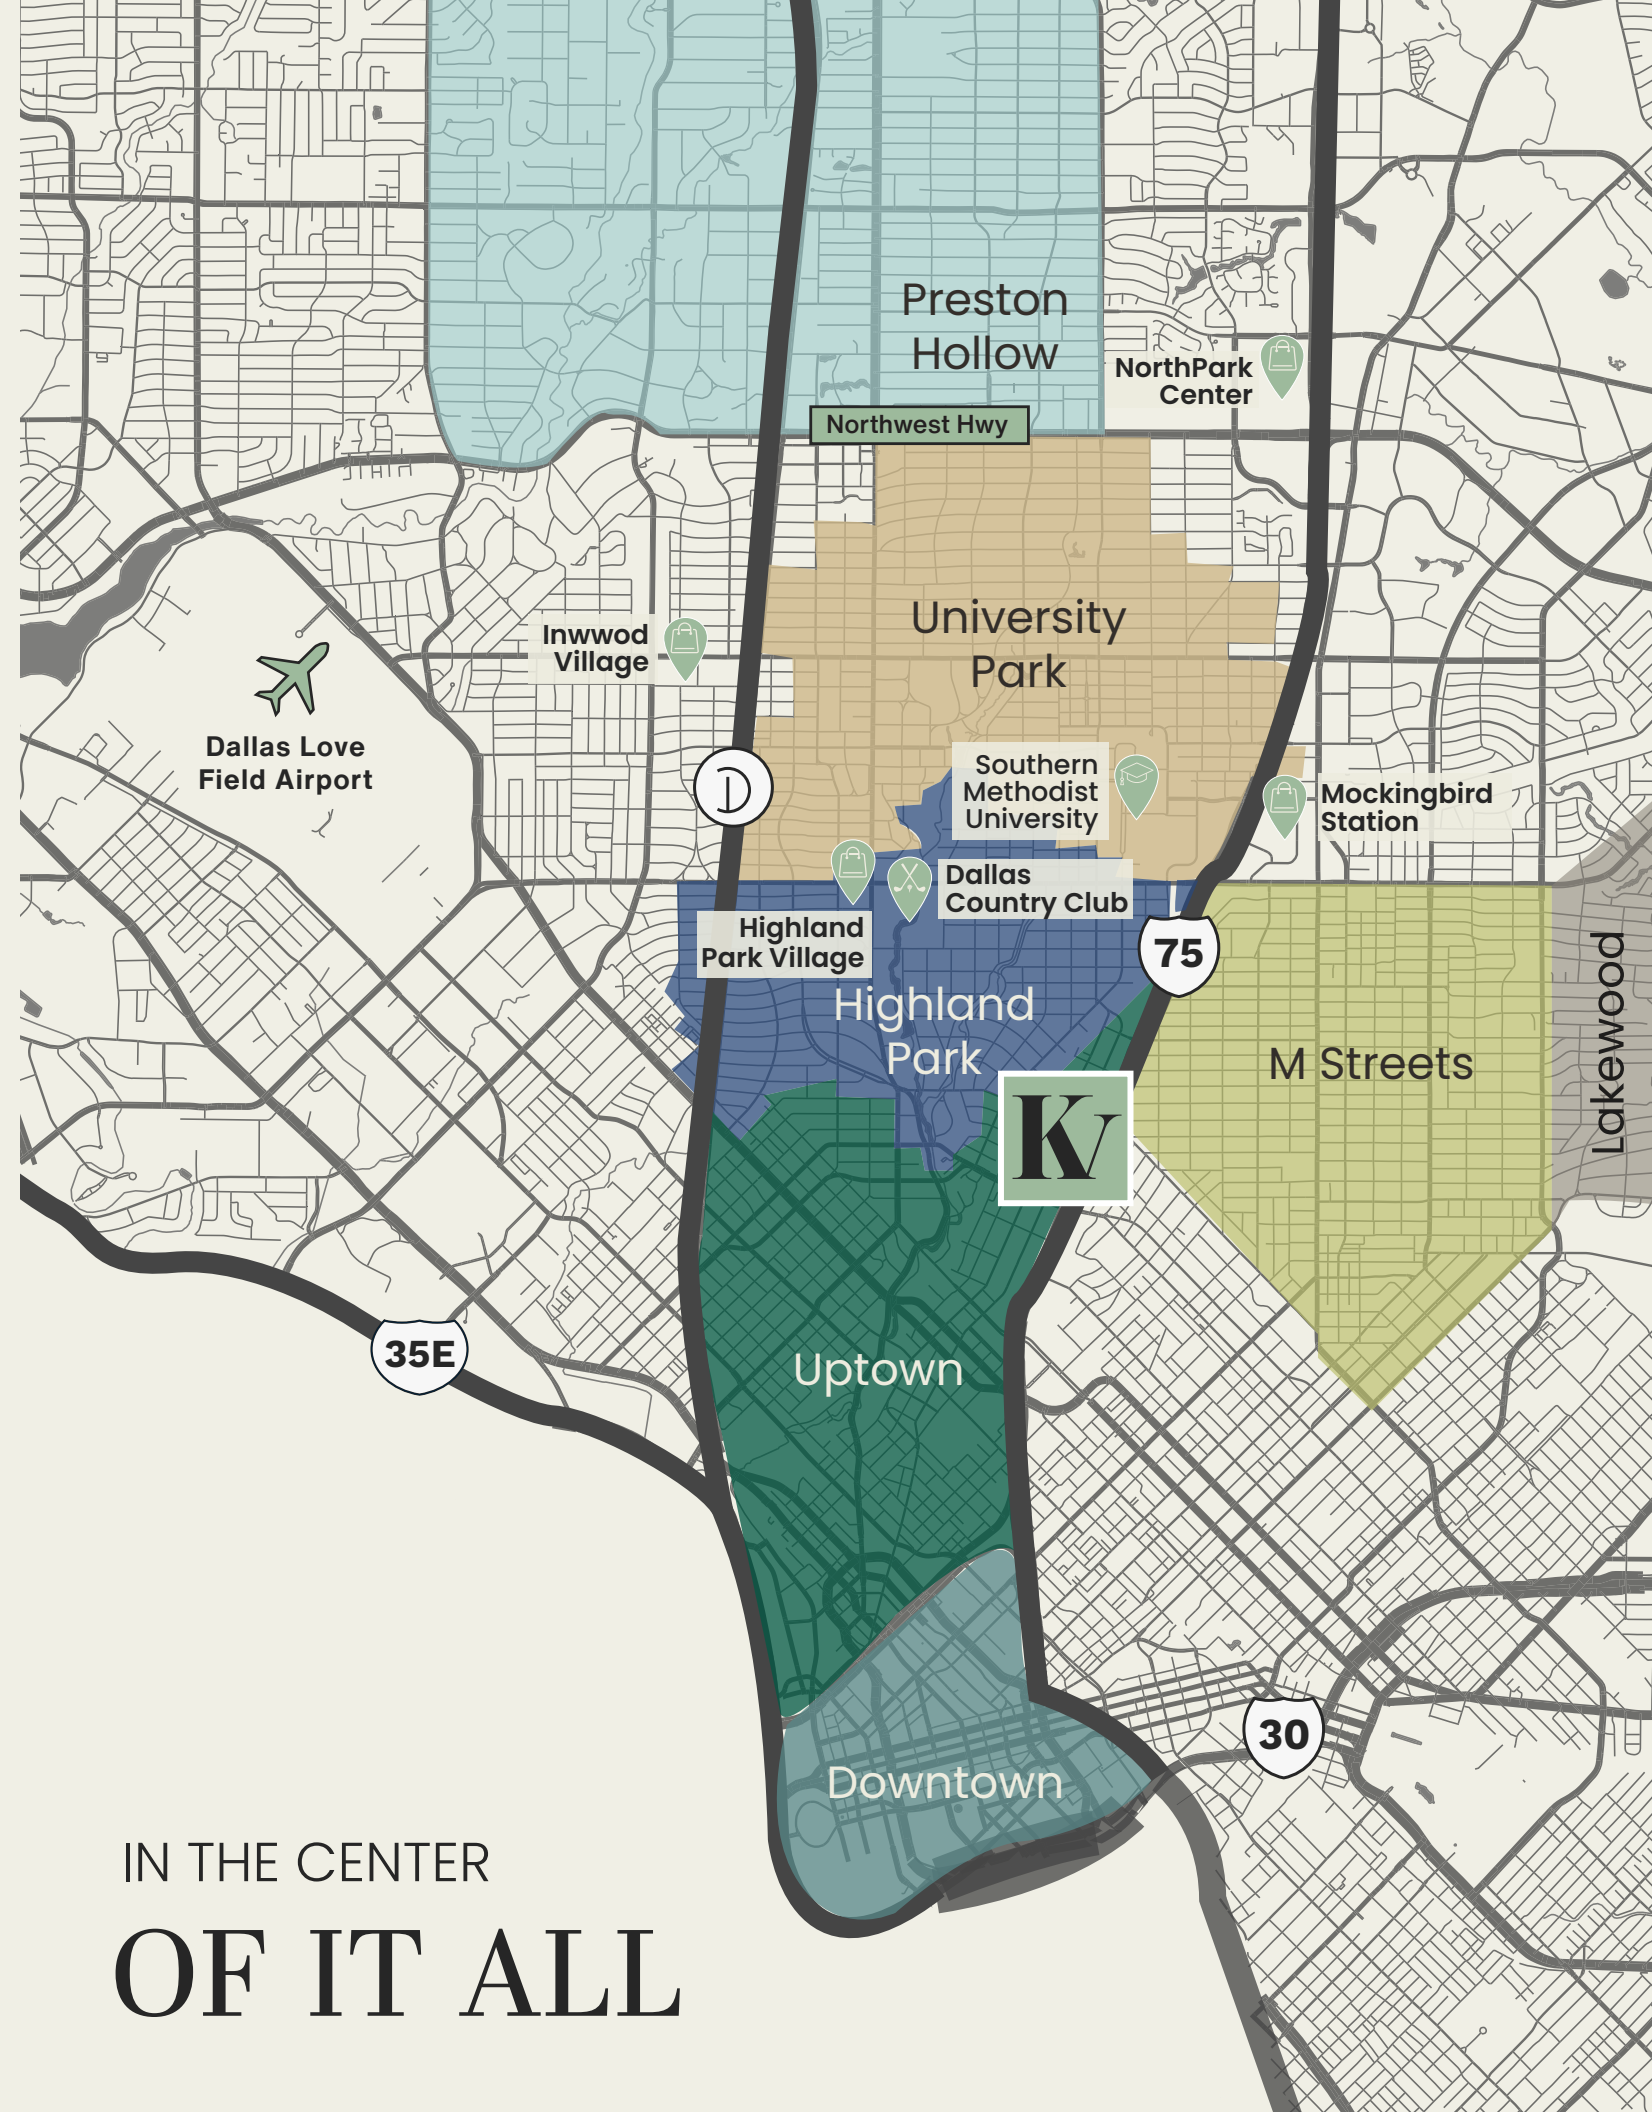 Preston
Hollow
NorthPark
Center
Northwest Hwy
University
Park
Inwwod
Village
Dallas Love
Field Airport
D
Southern
Methodist
University
Mockingbird
Station
Dallas
Country Club
Highland
Park Village
75
Highland
Park
Lakewood
M Streets
KV
35E
Uptown
30
Downtown
IN THE CENTER
OF IT ALL